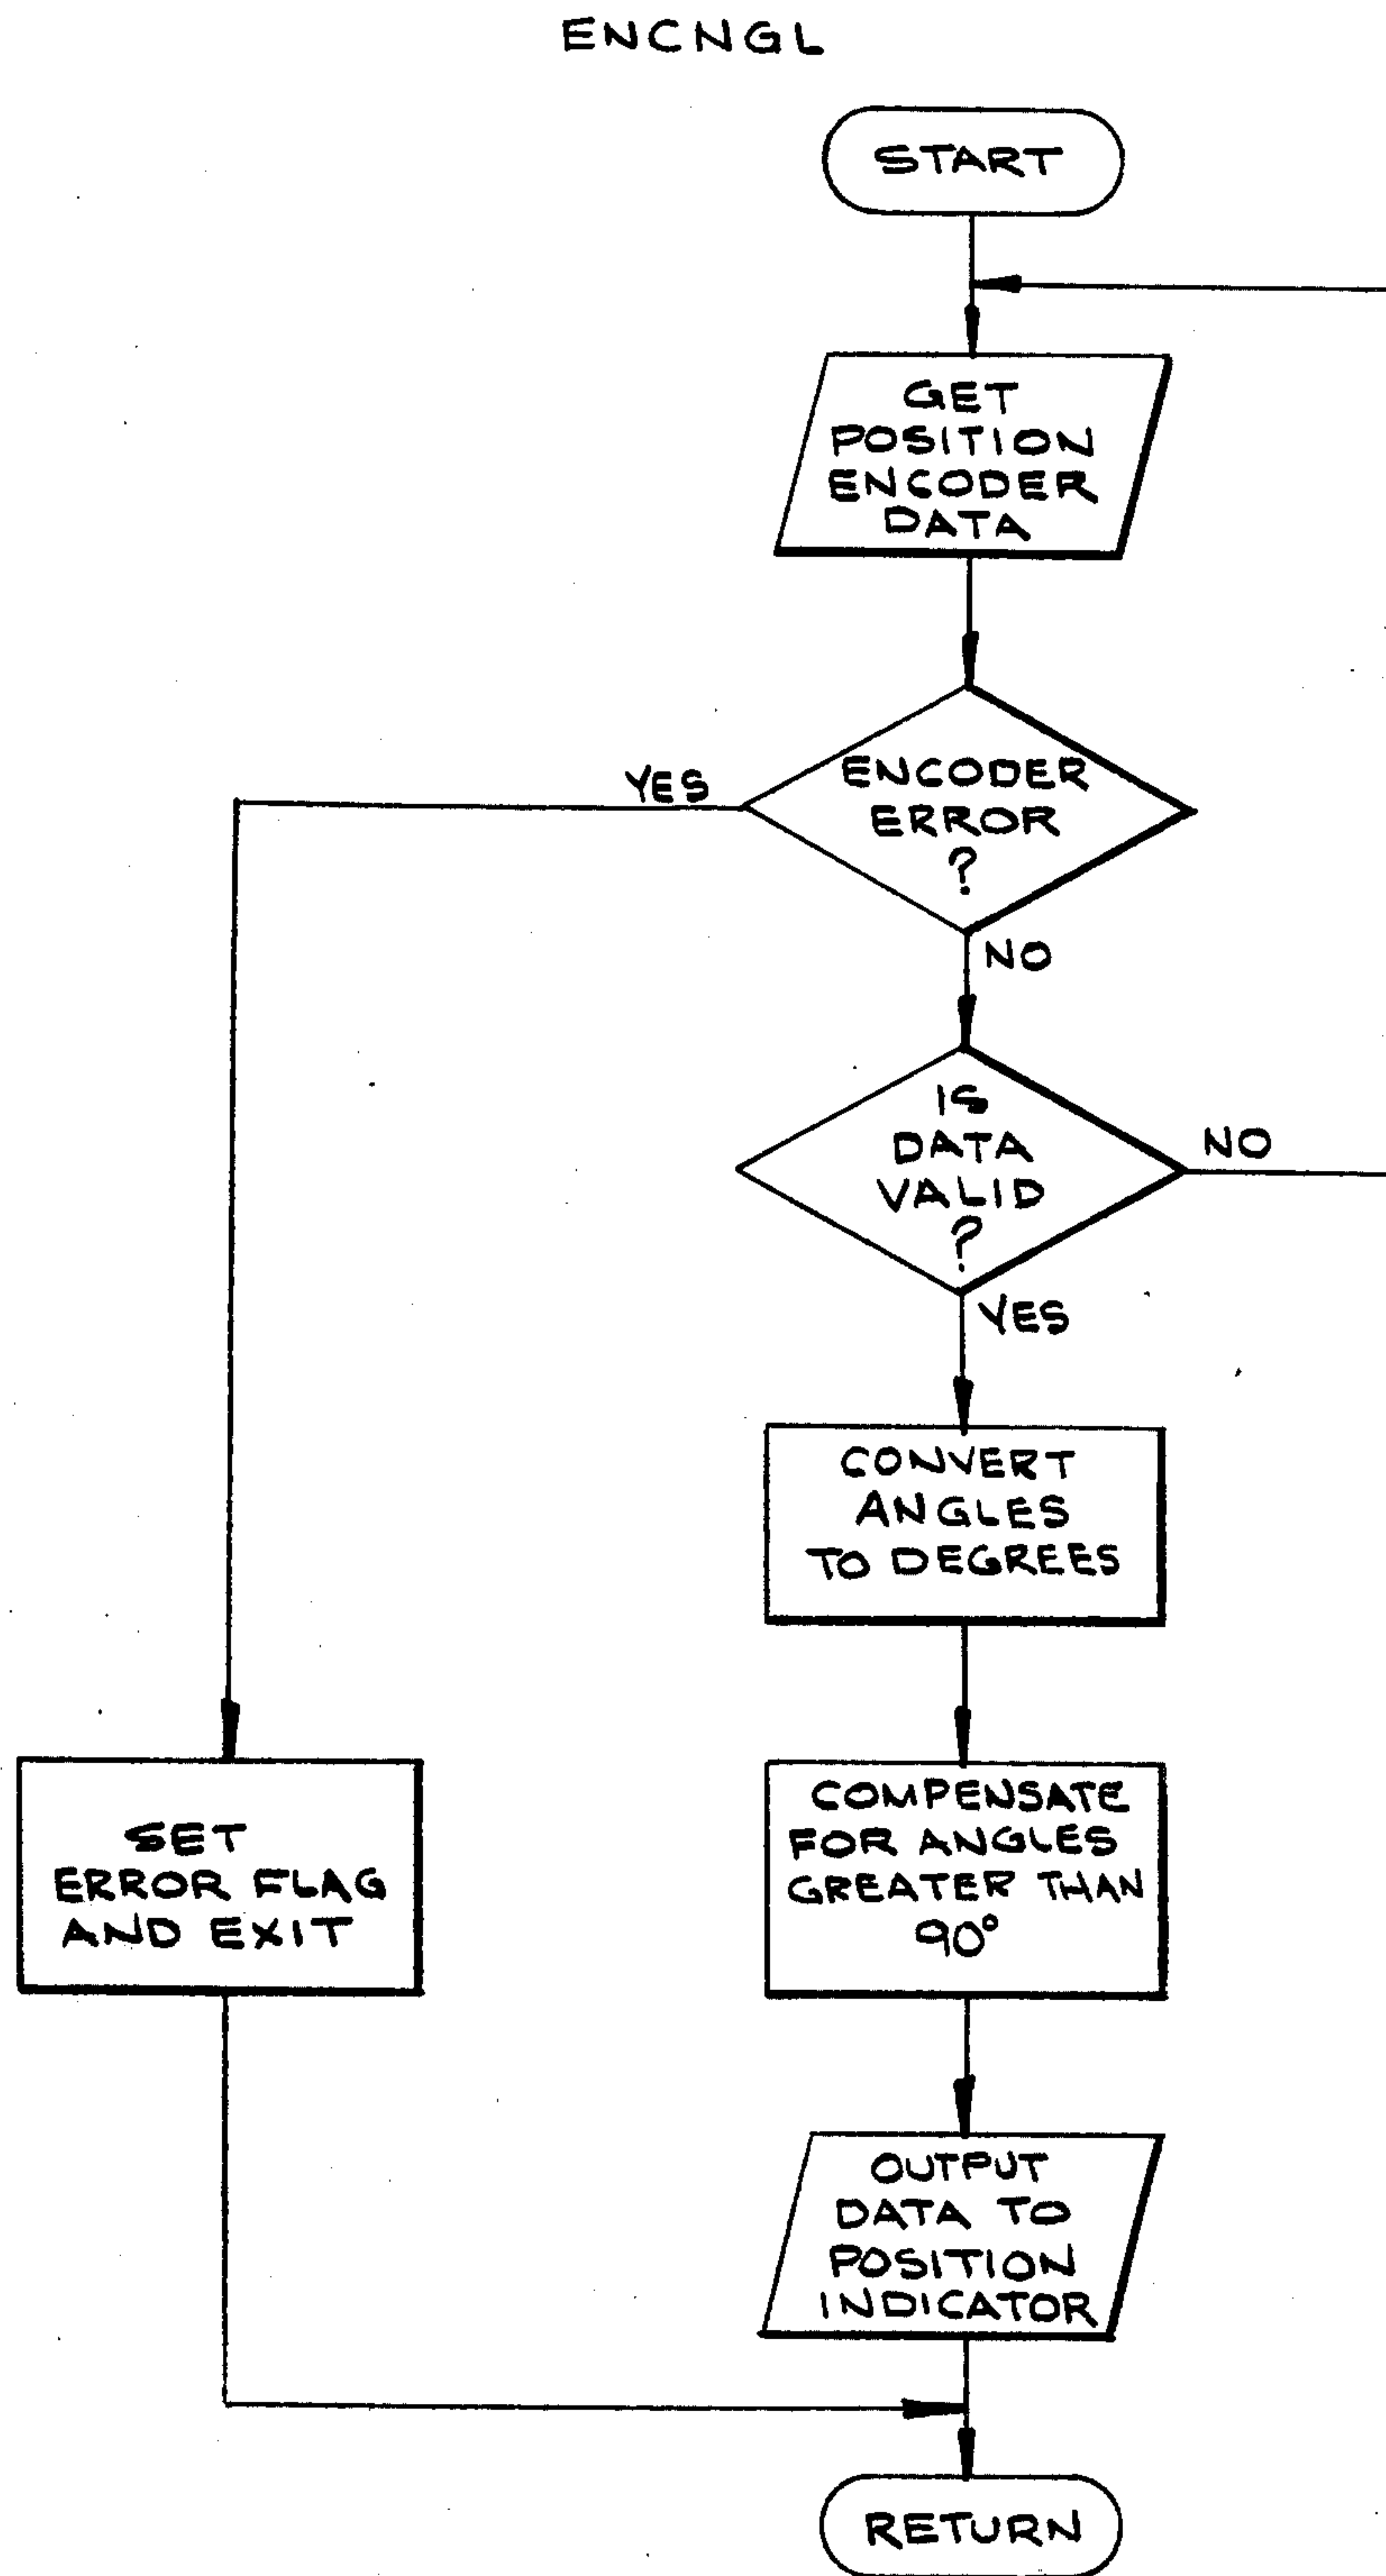 ENCNGL
START
GET
POSITION
ENCODER
DATA
YES
ENCODER
ERROR
?
NO
IS
DATA
VALID
?
NO
YES
CONVERT
ANGLES
TO DEGREES
SET
ERROR FLAG
AND EXIT
COMPENSATE
FOR ANGLES
GREATER THAN
90°
OUTPUT
DATA TO
POSITION
INDICATOR
RETURN